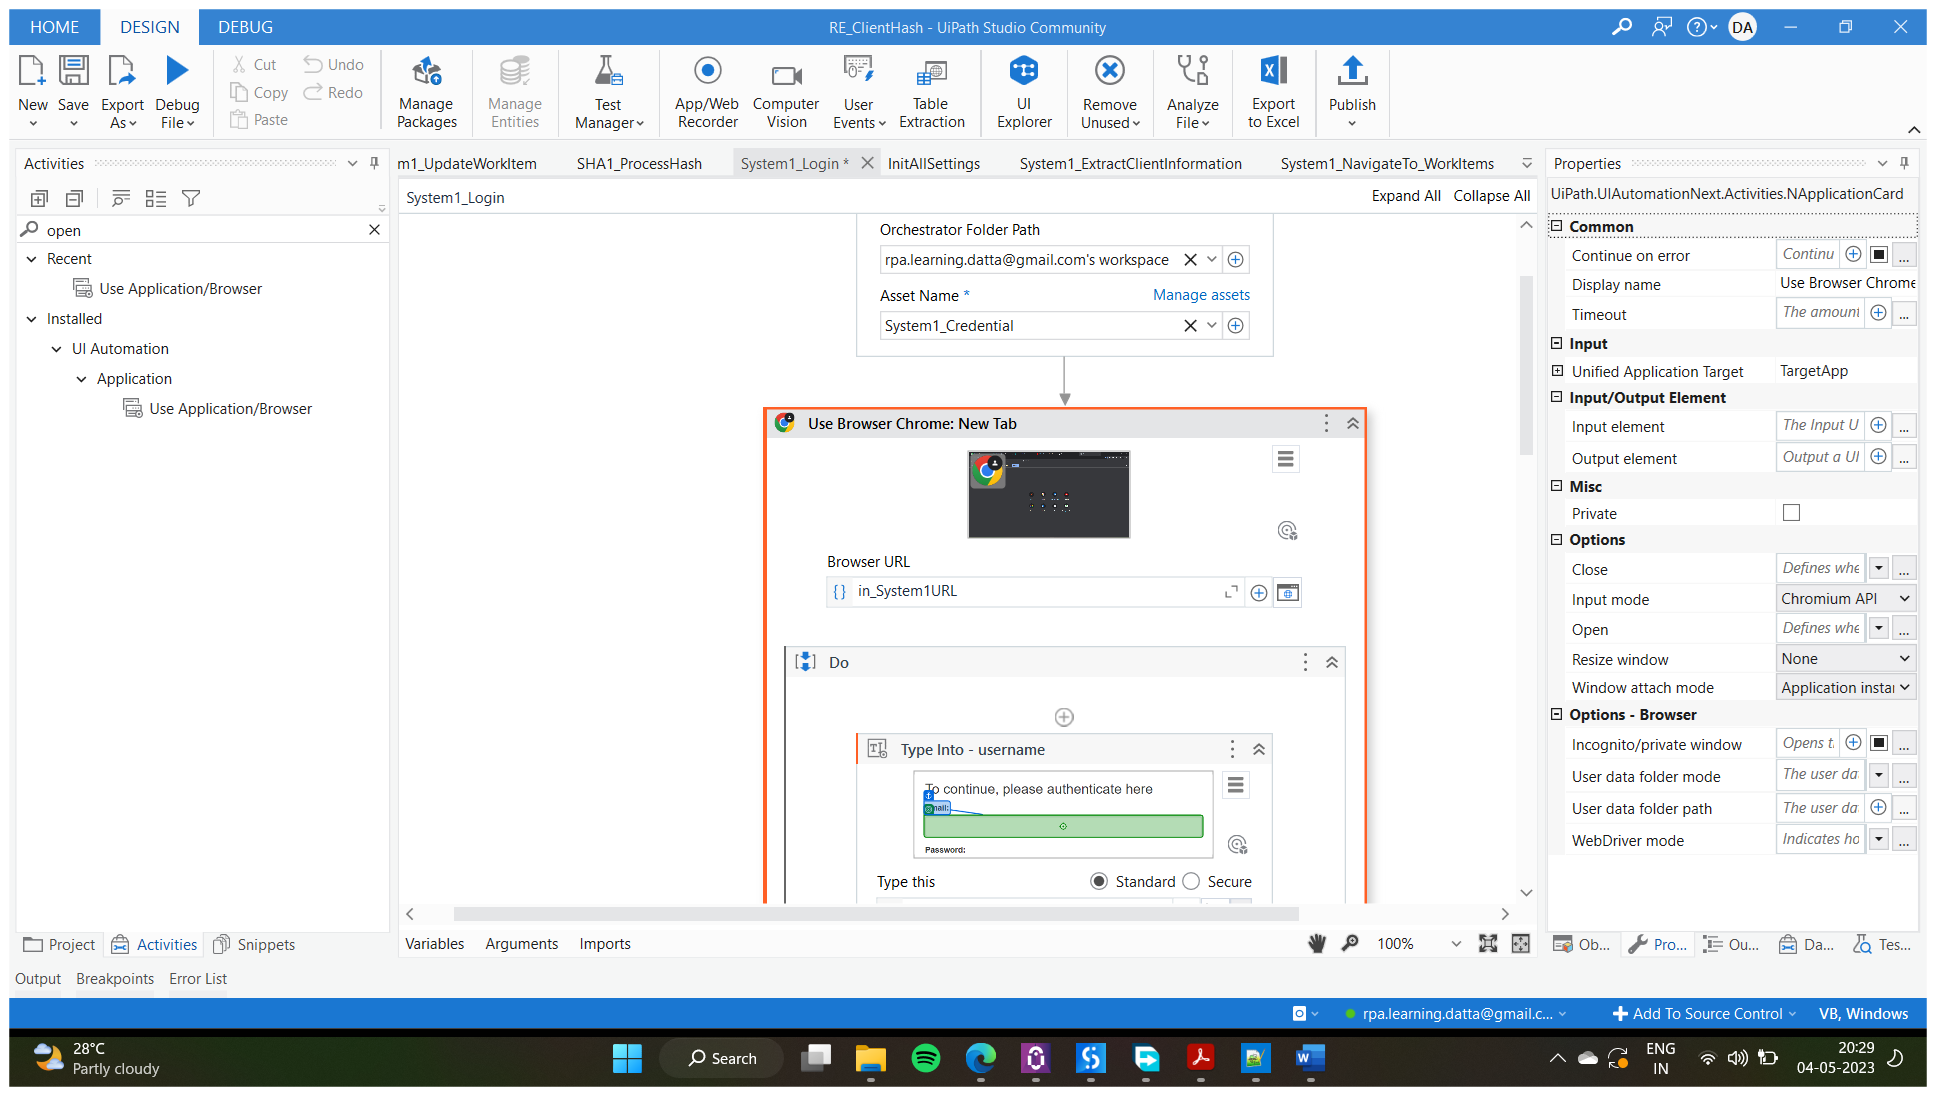 HOME DESIGN DEBUG RE_ClientHash - UiPath Studio Community DA
New Save Export As Debug File
Cut Copy Paste Undo Redo
Manage Packages
Manage Entities
Test Manager
App/Web Recorder
Computer Vision
User Events
Table Extraction
UI Explorer
Remove Unused
Analyze File
Export to Excel
Publish
Activities
open
Recent
Use Application/Browser
Installed
UI Automation
Application
Use Application/Browser
Project Activities Snippets
m1_UpdateWorkItem SHA1_ProcessHash System1_Login * InitAllSettings System1_ExtractClientInformation System1_NavigateTo_WorkItems
System1_Login Expand All Collapse All
Orchestrator Folder Path
rpa.learning.datta@gmail.com's workspace
Asset Name * Manage assets
System1_Credential
Use Browser Chrome: New Tab
Browser URL
{} in_System1URL
Do
Type Into - username
To continue, please authenticate here
Password:
Type this Standard Secure
Variables Arguments Imports 100%
Properties
UiPath.UIAutomationNext.Activities.NApplicationCard
Common
Continue on error Continu ...
Display name Use Browser Chrome
Timeout The amount ...
Input
Unified Application Target TargetApp
Input/Output Element
Input element The Input U ...
Output element Output a UI ...
Misc
Private
Options
Close Defines whe ...
Input mode Chromium API
Open Defines whe ...
Resize window None
Window attach mode Application insta
Options - Browser
Incognito/private window Opens t ...
User data folder mode The user da ...
User data folder path The user da ...
WebDriver mode Indicates ho ...
Ob... Pro... Ou... Da... Tes...
Output Breakpoints Error List
rpa.learning.datta@gmail.c... Add To Source Control VB, Windows
28°C
Partly cloudy
Search
ENG
IN
20:29
04-05-2023